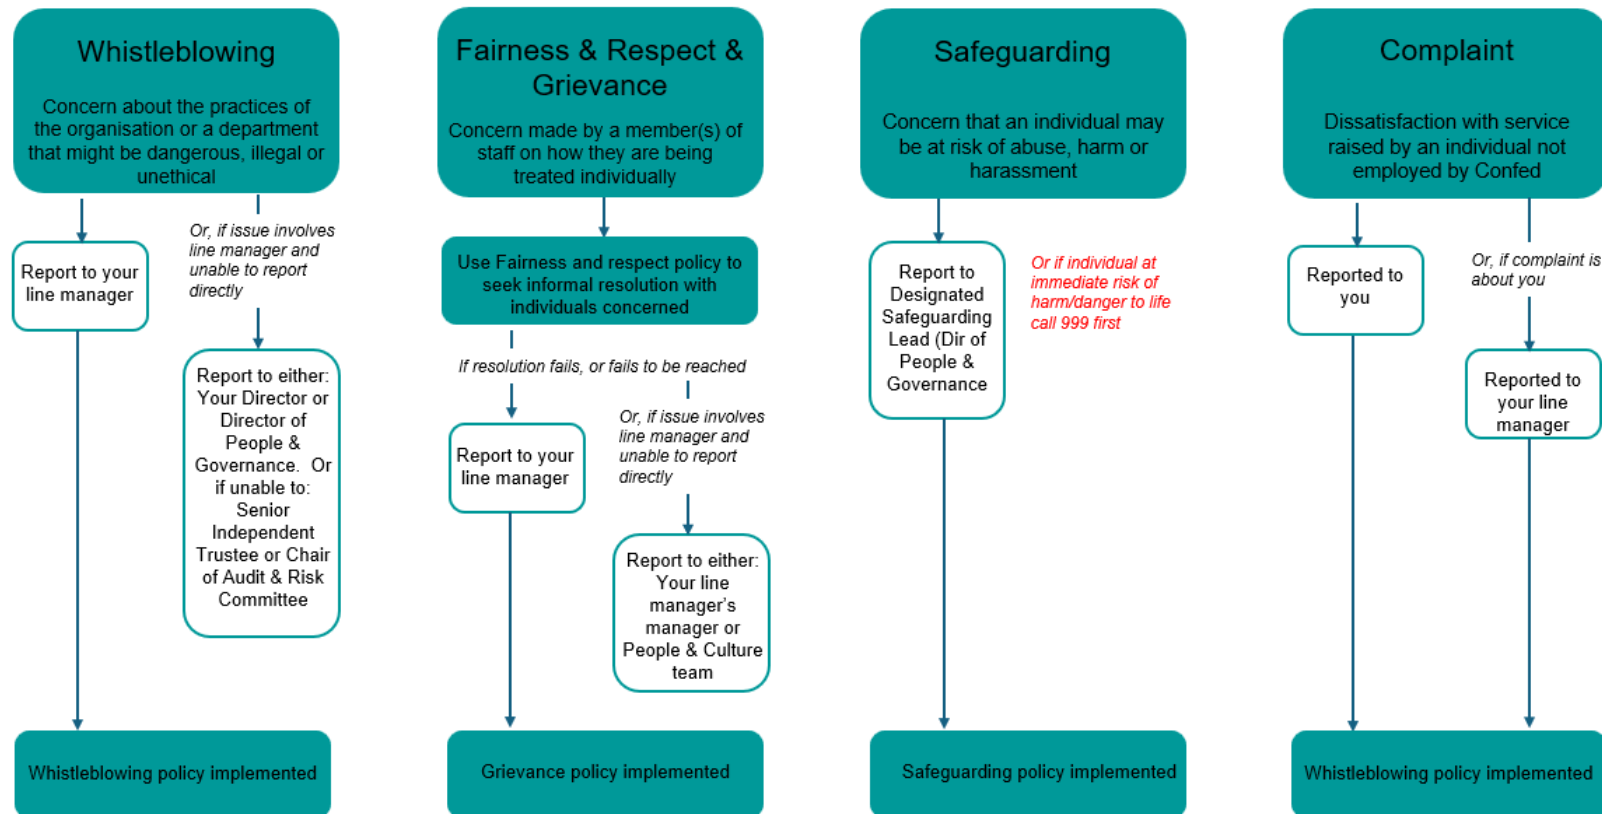 Whistleblowing
Concern about the practices of
the organisation or a department
that might be dangerous, illegal or
unethical
Or, if issue involves
line manager and
unable to report
directly
Report to your
line manager
Report to either:
Your Director or
Director of
People &
Governance.  Or
if unable to:
Senior
Independent
Trustee or Chair
of Audit & Risk
Committee
Whistleblowing policy implemented
Fairness & Respect &
Grievance
Concern made by a member(s) of
staff on how they are being
treated individually
Use Fairness and respect policy to
seek informal resolution with
individuals concerned
If resolution fails, or fails to be reached
Report to your
line manager
Or, if issue involves
line manager and
unable to report
directly
Report to either:
Your line
manager’s
manager or
People & Culture
team
Grievance policy implemented
Safeguarding
Concern that an individual may
be at risk of abuse, harm or
harassment
Report to
Designated
Safeguarding
Lead (Dir of
People &
Governance
Or if individual at
immediate risk of
harm/danger to life
call 999 first
Safeguarding policy implemented
Complaint
Dissatisfaction with service
raised by an individual not
employed by Confed
Reported to
you
Or, if complaint is
about you
Reported to
your line
manager
Whistleblowing policy implemented